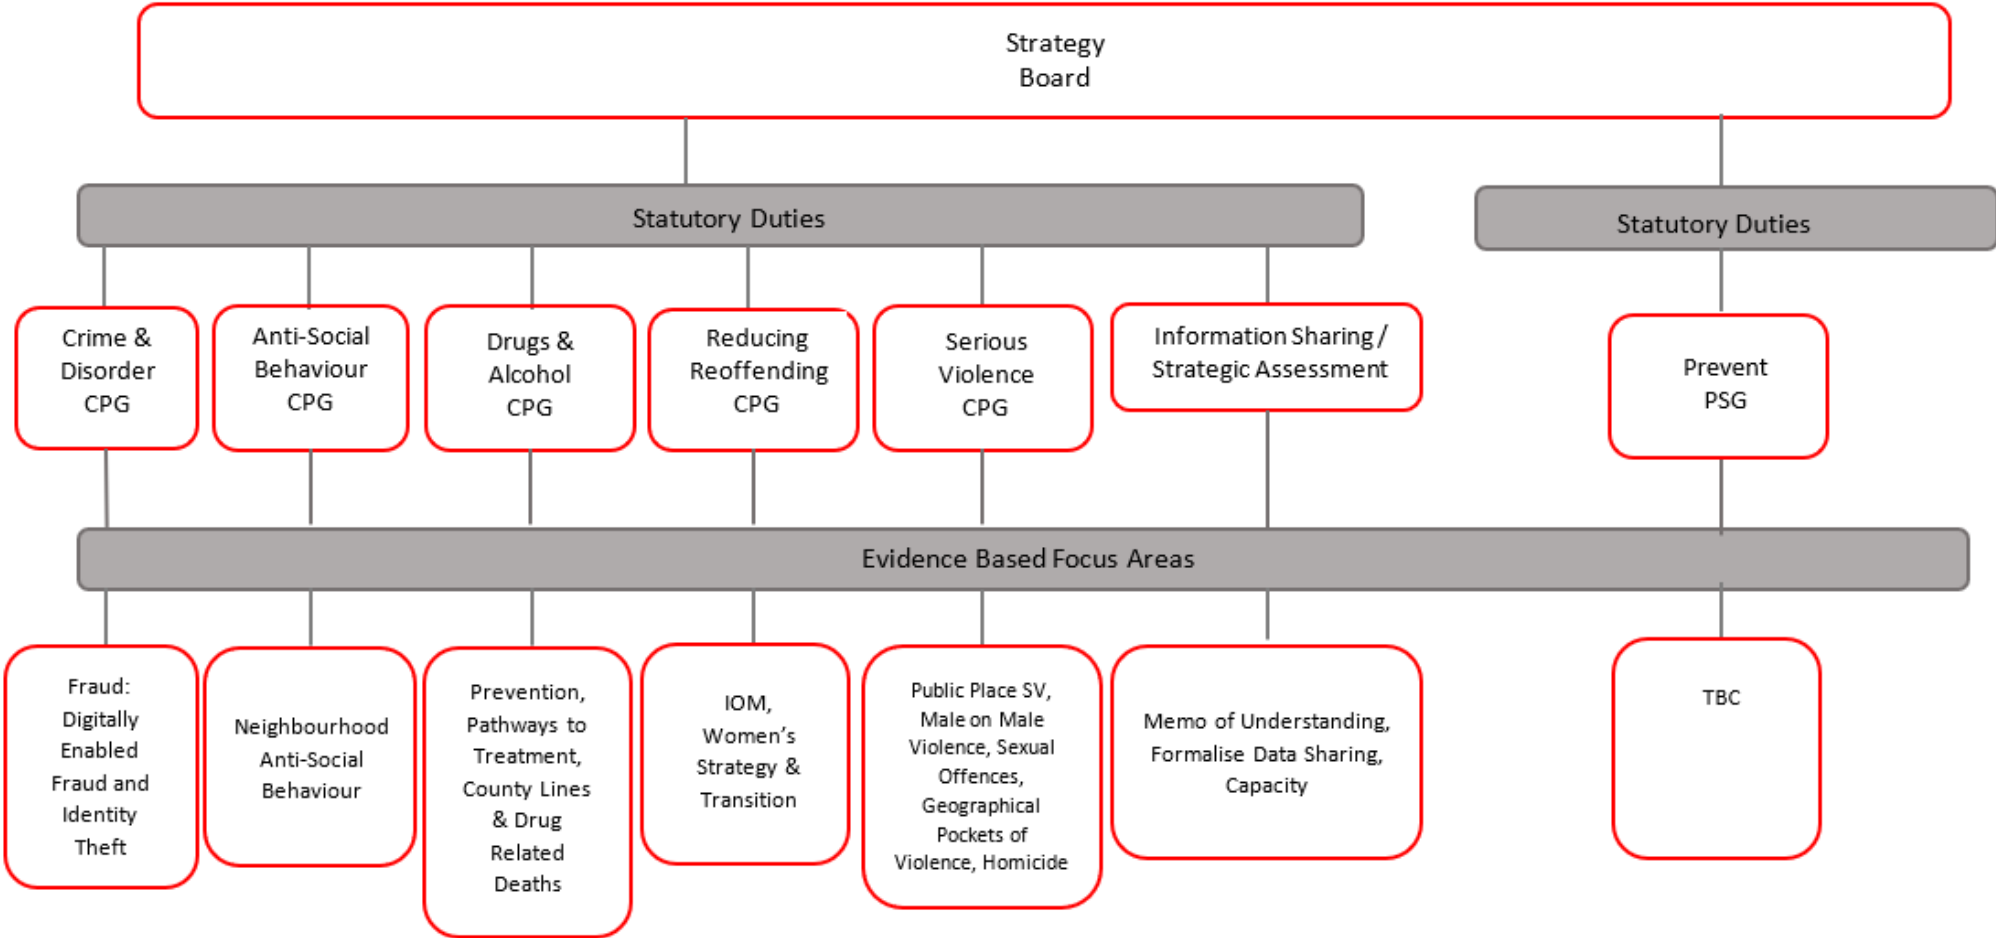 Strategy
Board
Statutory Duties
Statutory Duties
Crime &
Disorder
CPG
Anti-Social
Behaviour
CPG
Drugs &
Alcohol
CPG
Reducing
Reoffending
CPG
Serious
Violence
CPG
Information Sharing /
Strategic Assessment
Prevent
PSG
Evidence Based Focus Areas
Fraud:
Digitally
Enabled
Fraud and
Identity
Theft
Neighbourhood
Anti-Social
Behaviour
Prevention,
Pathways to
Treatment,
County Lines
& Drug
Related
Deaths
IOM,
Women’s
Strategy &
Transition
Public Place SV,
Male on Male
Violence, Sexual
Offences,
Geographical
Pockets of
Violence, Homicide
Memo of Understanding,
Formalise Data Sharing,
Capacity
TBC